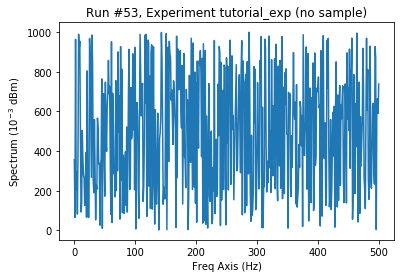 Run #53, Experiment tutorial_exp (no sample)
1000
800
600
400
200
0
Spectrum (10⁻³ dBm)
0 100 200 300 400 500
Freq Axis (Hz)